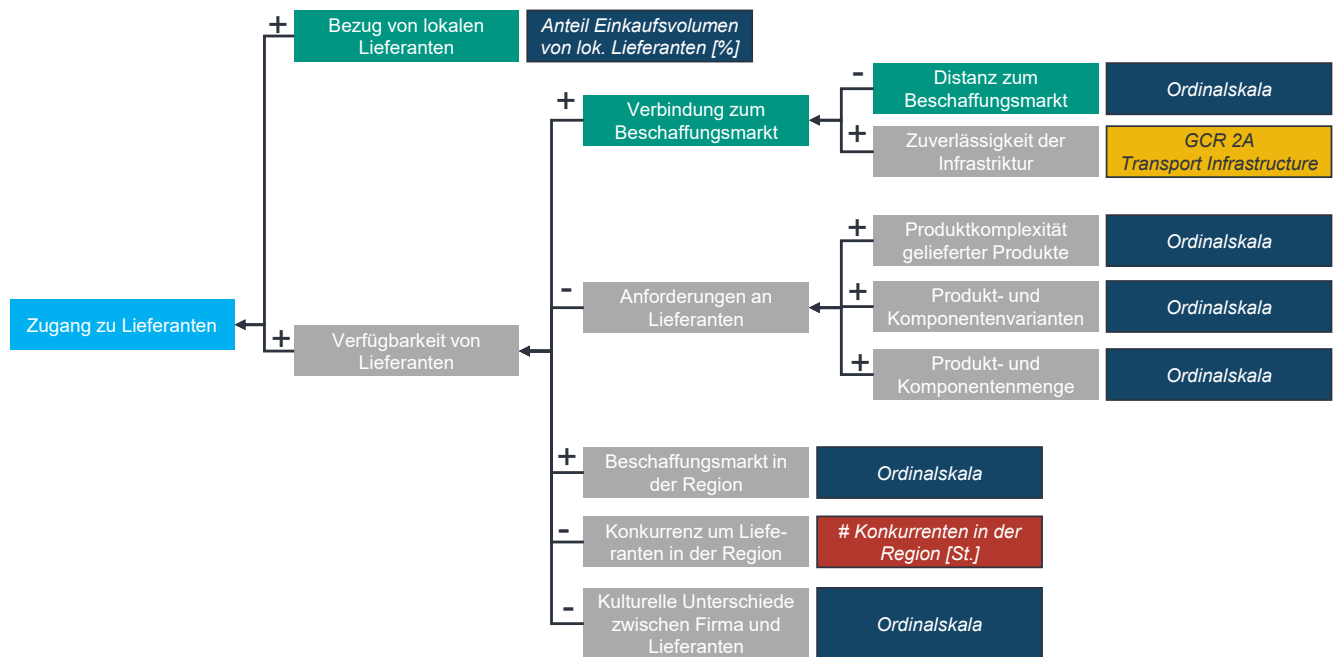 +
Bezug von lokalen
Lieferanten
Anteil Einkaufsvolumen
von lok. Lieferanten [%]
-
Distanz zum
Beschaffungsmarkt
Ordinalskala
+
Verbindung zum
Beschaffungsmarkt
+
Zuverlässigkeit der
Infrastriktur
GCR 2A
Transport Infrastructure
+
Produktkomplexität
gelieferter Produkte
Ordinalskala
-
Anforderungen an
Lieferanten
+
Produkt- und
Komponentenvarianten
Ordinalskala
Zugang zu Lieferanten
+
Verfügbarkeit von
Lieferanten
+
Produkt- und
Komponentenmenge
Ordinalskala
+
Beschaffungsmarkt in
der Region
Ordinalskala
-
Konkurrenz um Liefe-
ranten in der Region
# Konkurrenten in der
Region [St.]
-
Kulturelle Unterschiede
zwischen Firma und
Lieferanten
Ordinalskala